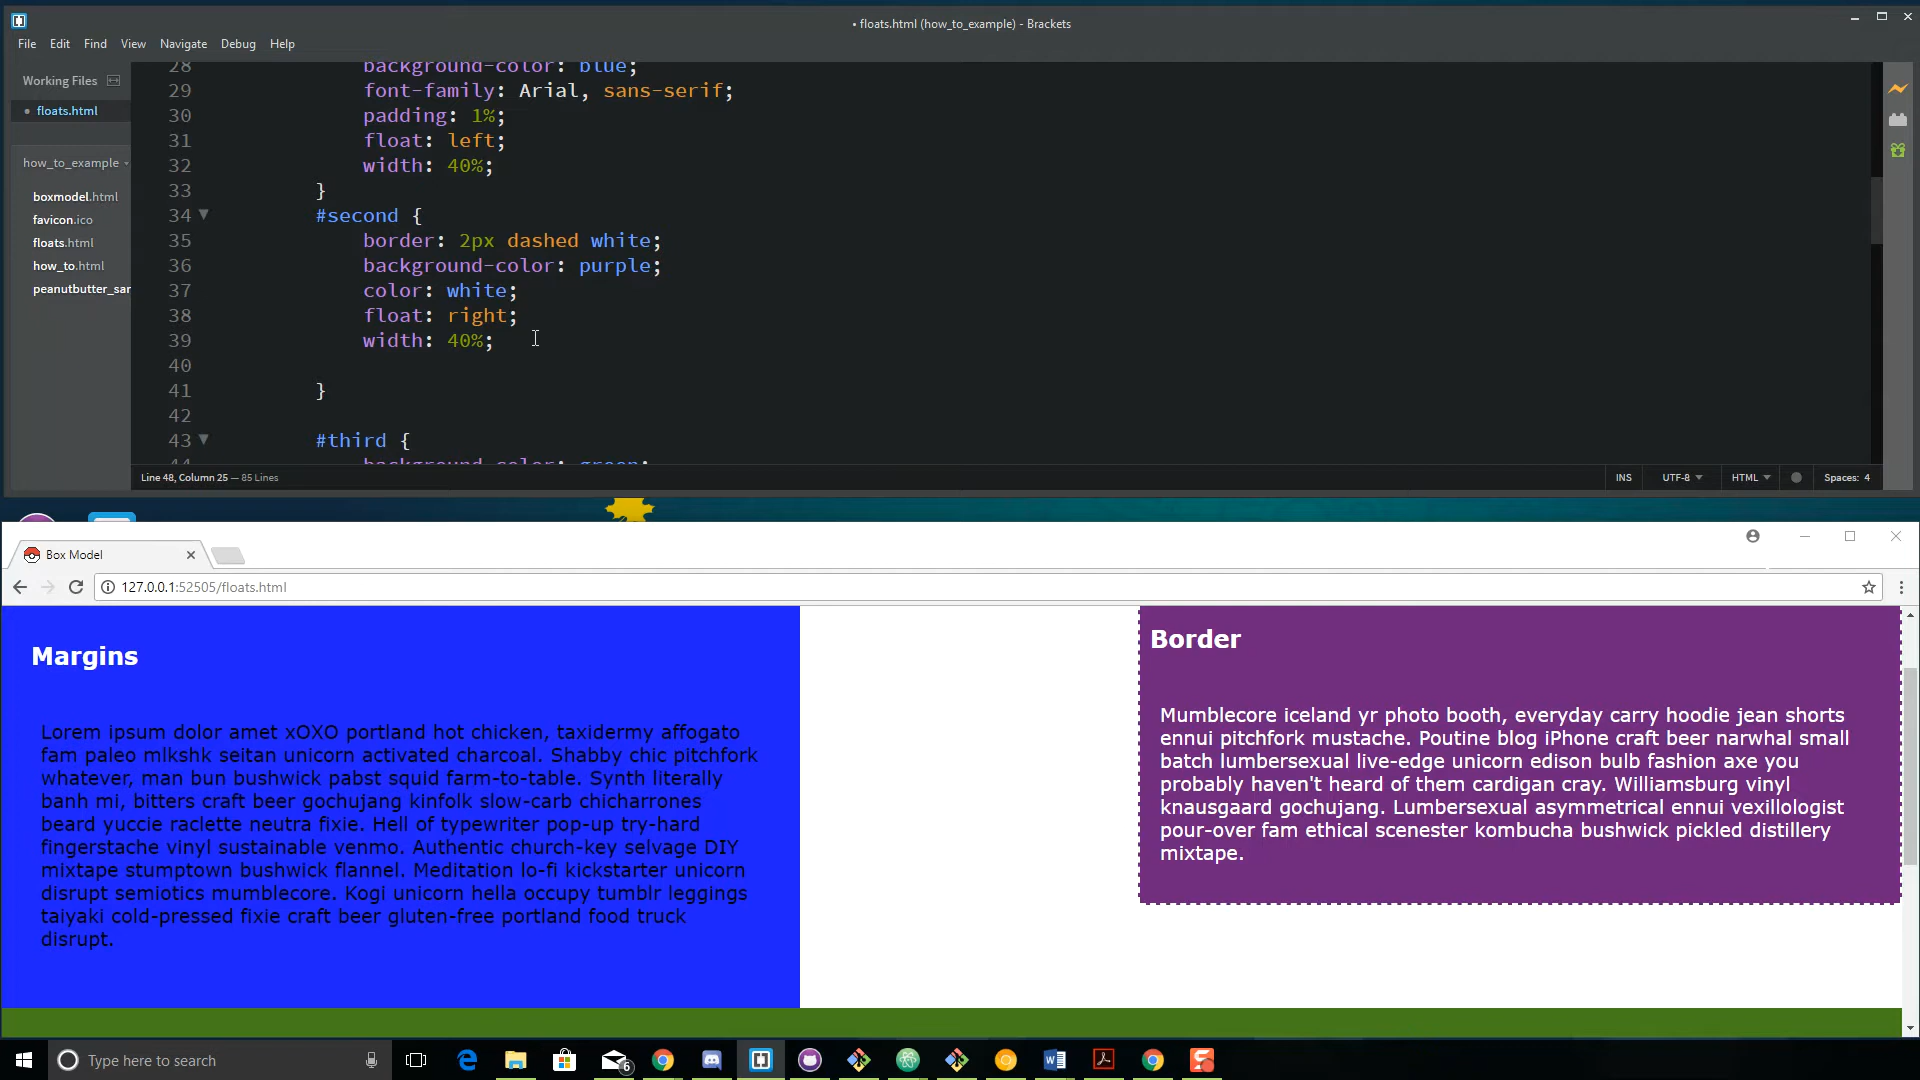 • floats.html (how_to_example) - Brackets
File Edit Find View Navigate Debug Help
Working Files
• floats.html
how_to_example
boxmodel.html
favicon.ico
floats.html
how_to.html
peanutbutter_sar
28 background-color: blue;
29 font-family: Arial, sans-serif;
30 padding: 1%;
31 float: left;
32 width: 40%;
33 }
34 #second {
35 border: 2px dashed white;
36 background-color: purple;
37 color: white;
38 float: right;
39 width: 40%;
40
41 }
42
43 #third {
44 background-color: green;
Line 48, Column 25 — 85 Lines
INS UTF-8 HTML Spaces: 4
Box Model
127.0.0.1:52505/floats.html
Margins
Lorem ipsum dolor amet xOXO portland hot chicken, taxidermy affogato
fam paleo mlkshk seitan unicorn activated charcoal. Shabby chic pitchfork
whatever, man bun bushwick pabst squid farm-to-table. Synth literally
banh mi, bitters craft beer gochujang kinfolk slow-carb chicharrones
beard yuccie raclette neutra fixie. Hell of typewriter pop-up try-hard
fingerstache vinyl sustainable venmo. Authentic church-key selvage DIY
mixtape stumptown bushwick flannel. Meditation lo-fi kickstarter unicorn
disrupt semiotics mumblecore. Kogi unicorn hella occupy tumblr leggings
taiyaki cold-pressed fixie craft beer gluten-free portland food truck
disrupt.
Border
Mumblecore iceland yr photo booth, everyday carry hoodie jean shorts
ennui pitchfork mustache. Poutine blog iPhone craft beer narwhal small
batch lumbersexual live-edge unicorn edison bulb fashion axe you
probably haven't heard of them cardigan cray. Williamsburg vinyl
knausgaard gochujang. Lumbersexual asymmetrical ennui vexillologist
pour-over fam ethical scenester kombucha bushwick pickled distillery
mixtape.
Type here to search
6